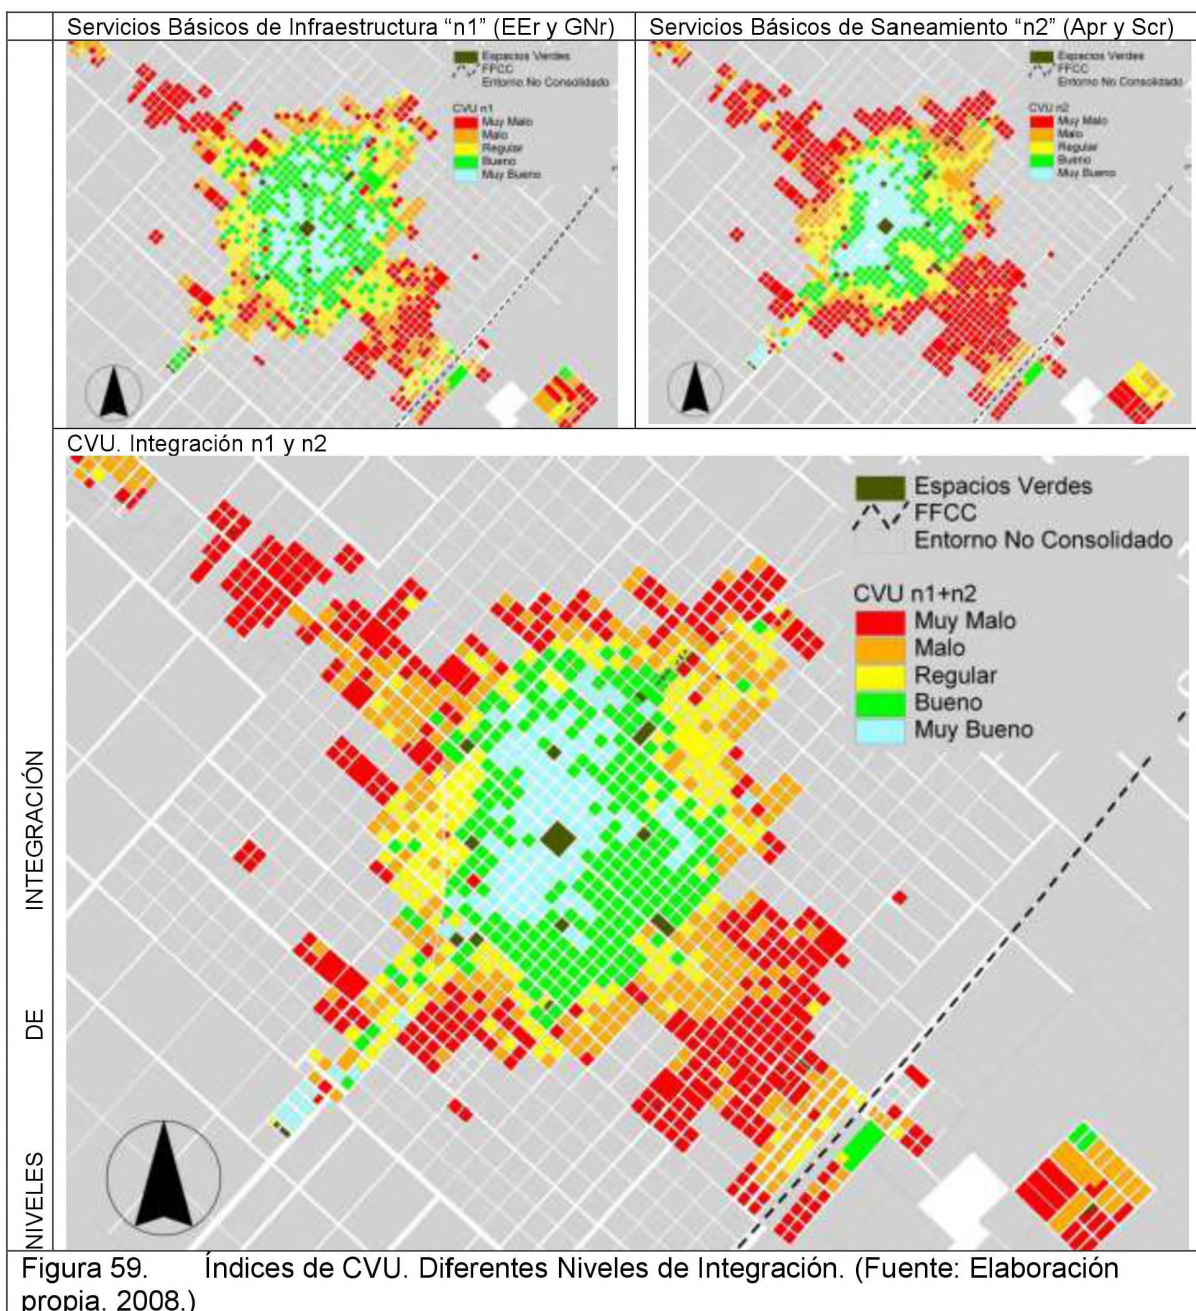 Servicios Básicos de Infraestructura “n1” (EEr y GNr)
Espacios Verdes
FFCC
Entorno No Consolidado
CVU n1
Muy Malo
Malo
Regular
Bueno
Muy Bueno
Servicios Básicos de Saneamiento “n2” (Apr y Scr)
Espacios Verdes
FFCC
Entorno No Consolidado
CVU n2
Muy Malo
Malo
Regular
Bueno
Muy Bueno
NIVELES DE INTEGRACIÓN
CVU. Integración n1 y n2
Espacios Verdes
FFCC
Entorno No Consolidado
CVU n1+n2
Muy Malo
Malo
Regular
Bueno
Muy Bueno
Figura 59. Índices de CVU. Diferentes Niveles de Integración. (Fuente: Elaboración
propia. 2008.)